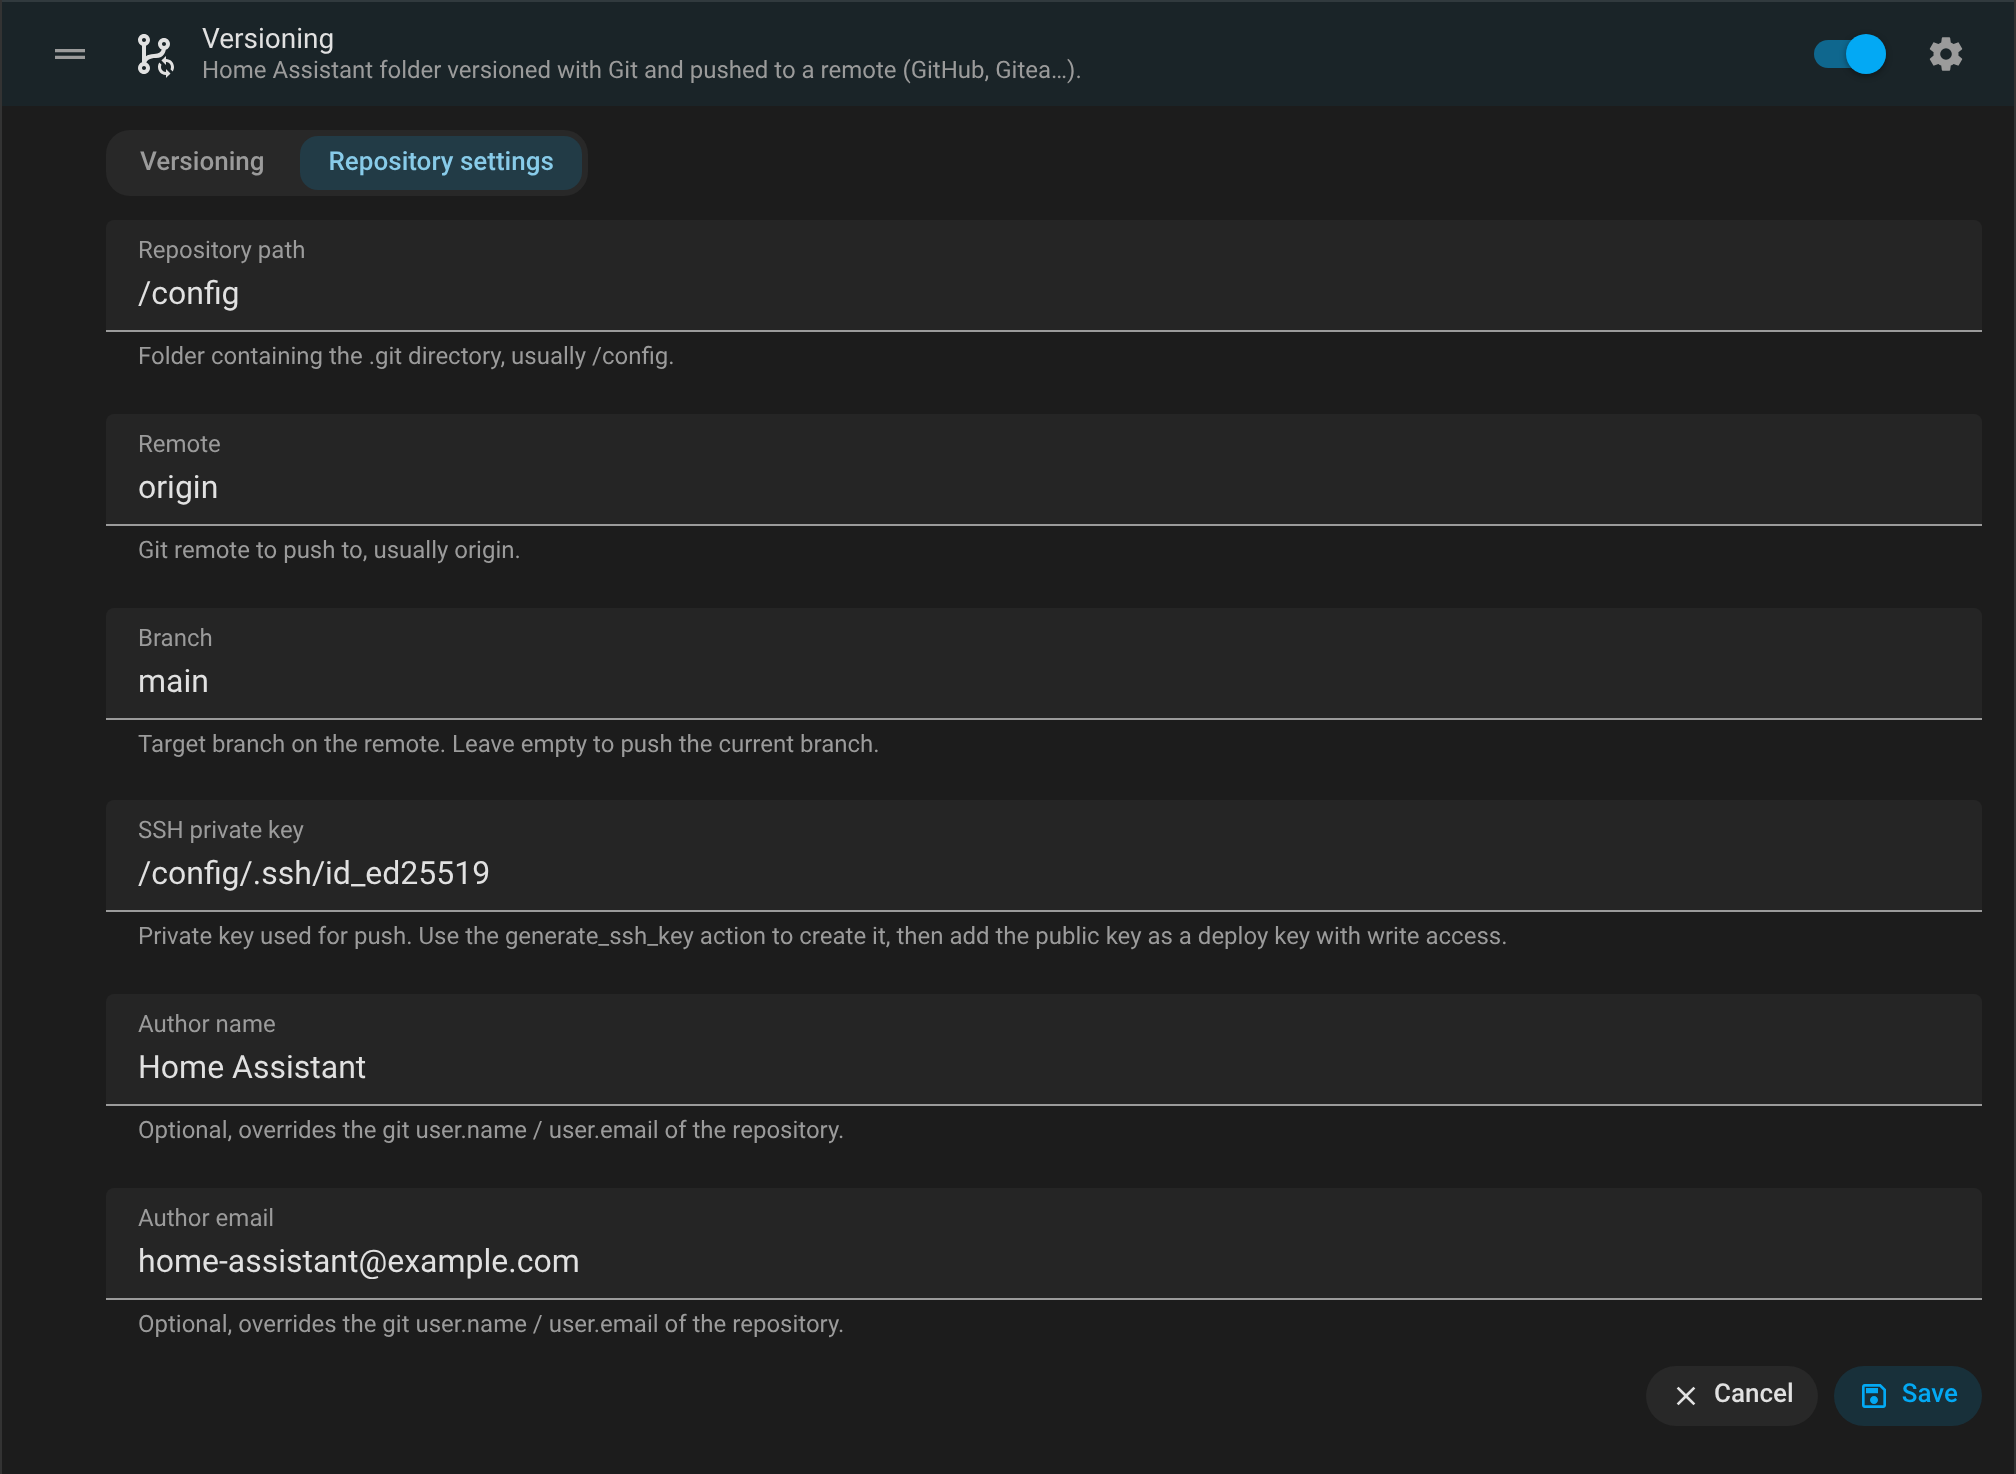 Versioning
Home Assistant folder versioned with Git and pushed to a remote (GitHub, Gitea...).
Versioning
Repository settings
Repository path
/config
Folder containing the .git directory, usually /config.
Remote
origin
Git remote to push to, usually origin.
Branch
main
Target branch on the remote. Leave empty to push the current branch.
SSH private key
/config/.ssh/id_ed25519
Private key used for push. Use the generate_ssh_key action to create it, then add the public key as a deploy key with write access.
Author name
Home Assistant
Optional, overrides the git user.name / user.email of the repository.
Author email
home-assistant@example.com
Optional, overrides the git user.name / user.email of the repository.
Cancel
Save